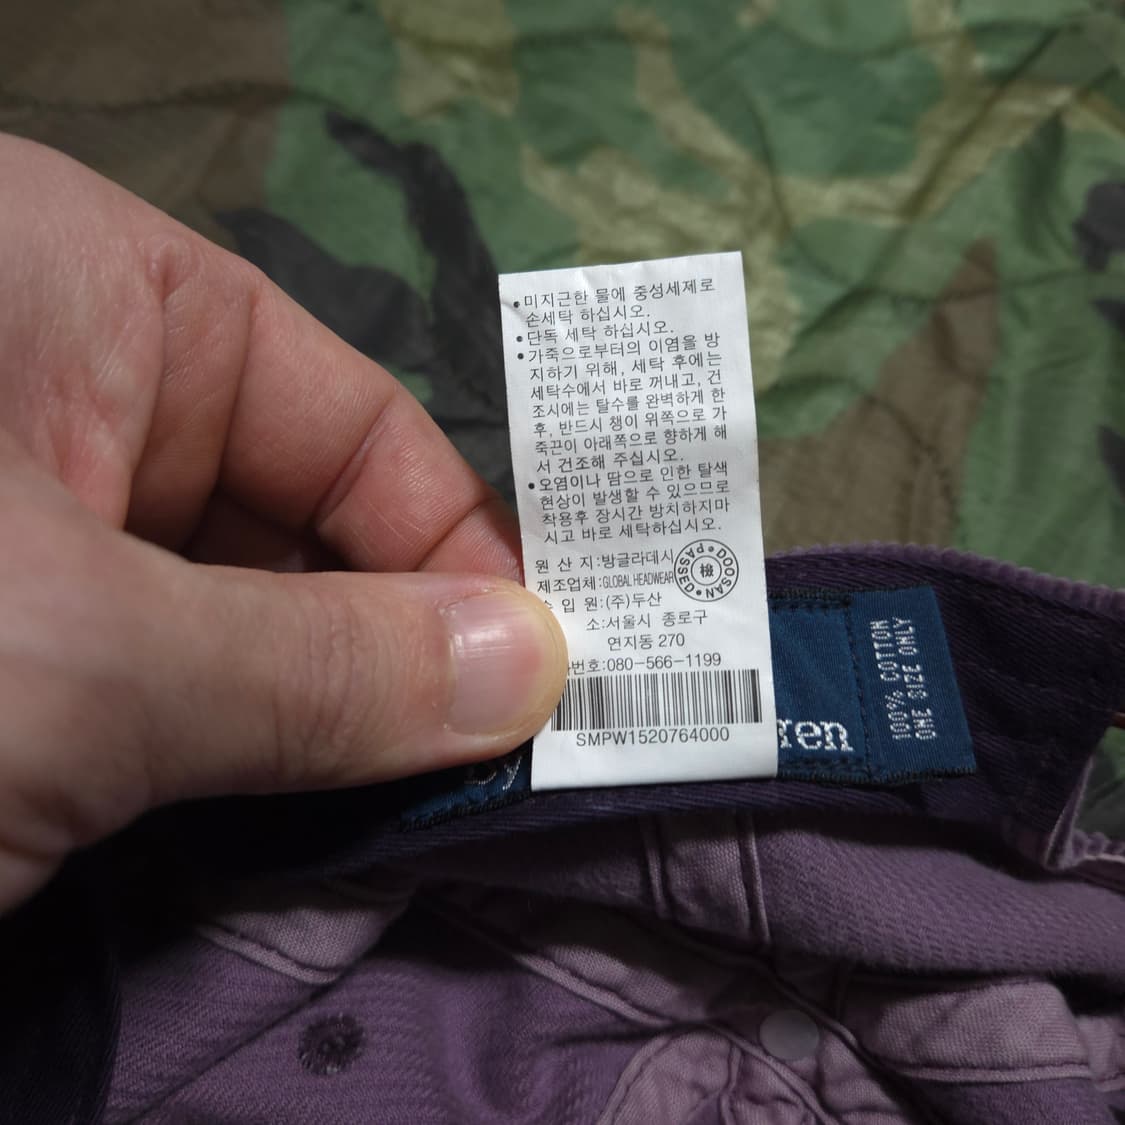 •미지근한 물에 중성세제로
손세탁 하십시오.
•단독 세탁 하십시오.
•가죽으로부터의 이염을 방
지하기 위해, 세탁 후에는
세탁수에서 바로 꺼내고, 건
조시에는 탈수를 완벽하게 한
후, 반드시 챙이 위쪽으로 가
죽끈이 아래쪽으로 향하게 해
서 건조해 주십시오.
•오염이나 땀으로 인한 탈색
현상이 발생할 수 있으므로
착용후 장시간 방치하지마
시고 바로 세탁하십시오.
원 산 지:방글라데시
제조업체:GLOBAL HEADWEAR
DOOSAN•PASSED•
檢
입 원:(주)두산
소:서울시 종로구
연지동 270
번호:080-566-1199
SMPW1520764000
by
ren
100% COTTON
ONE SIZE ONLY